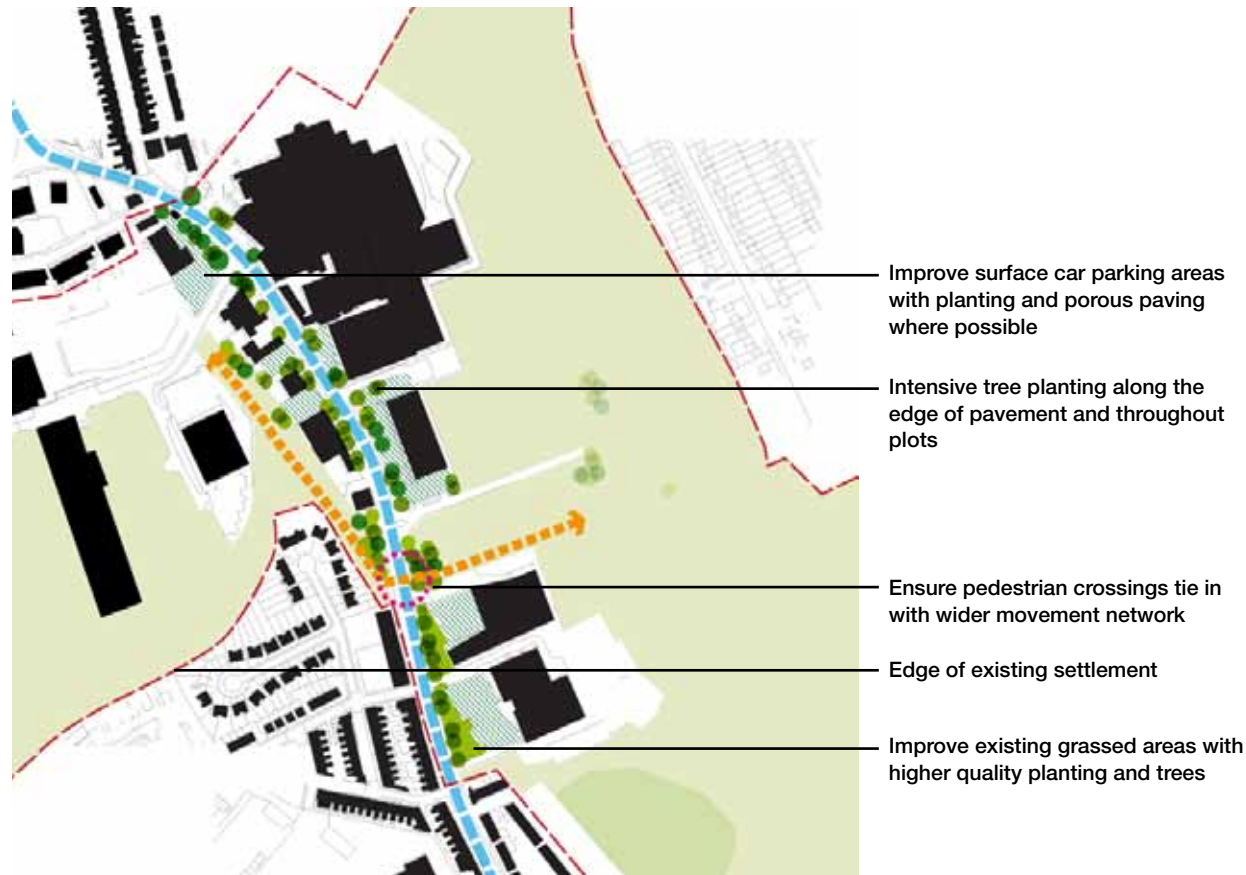 Improve surface car parking areas
with planting and porous paving
where possible
Intensive tree planting along the
edge of pavement and throughout
plots
Ensure pedestrian crossings tie in
with wider movement network
Edge of existing settlement
Improve existing grassed areas with
higher quality planting and trees